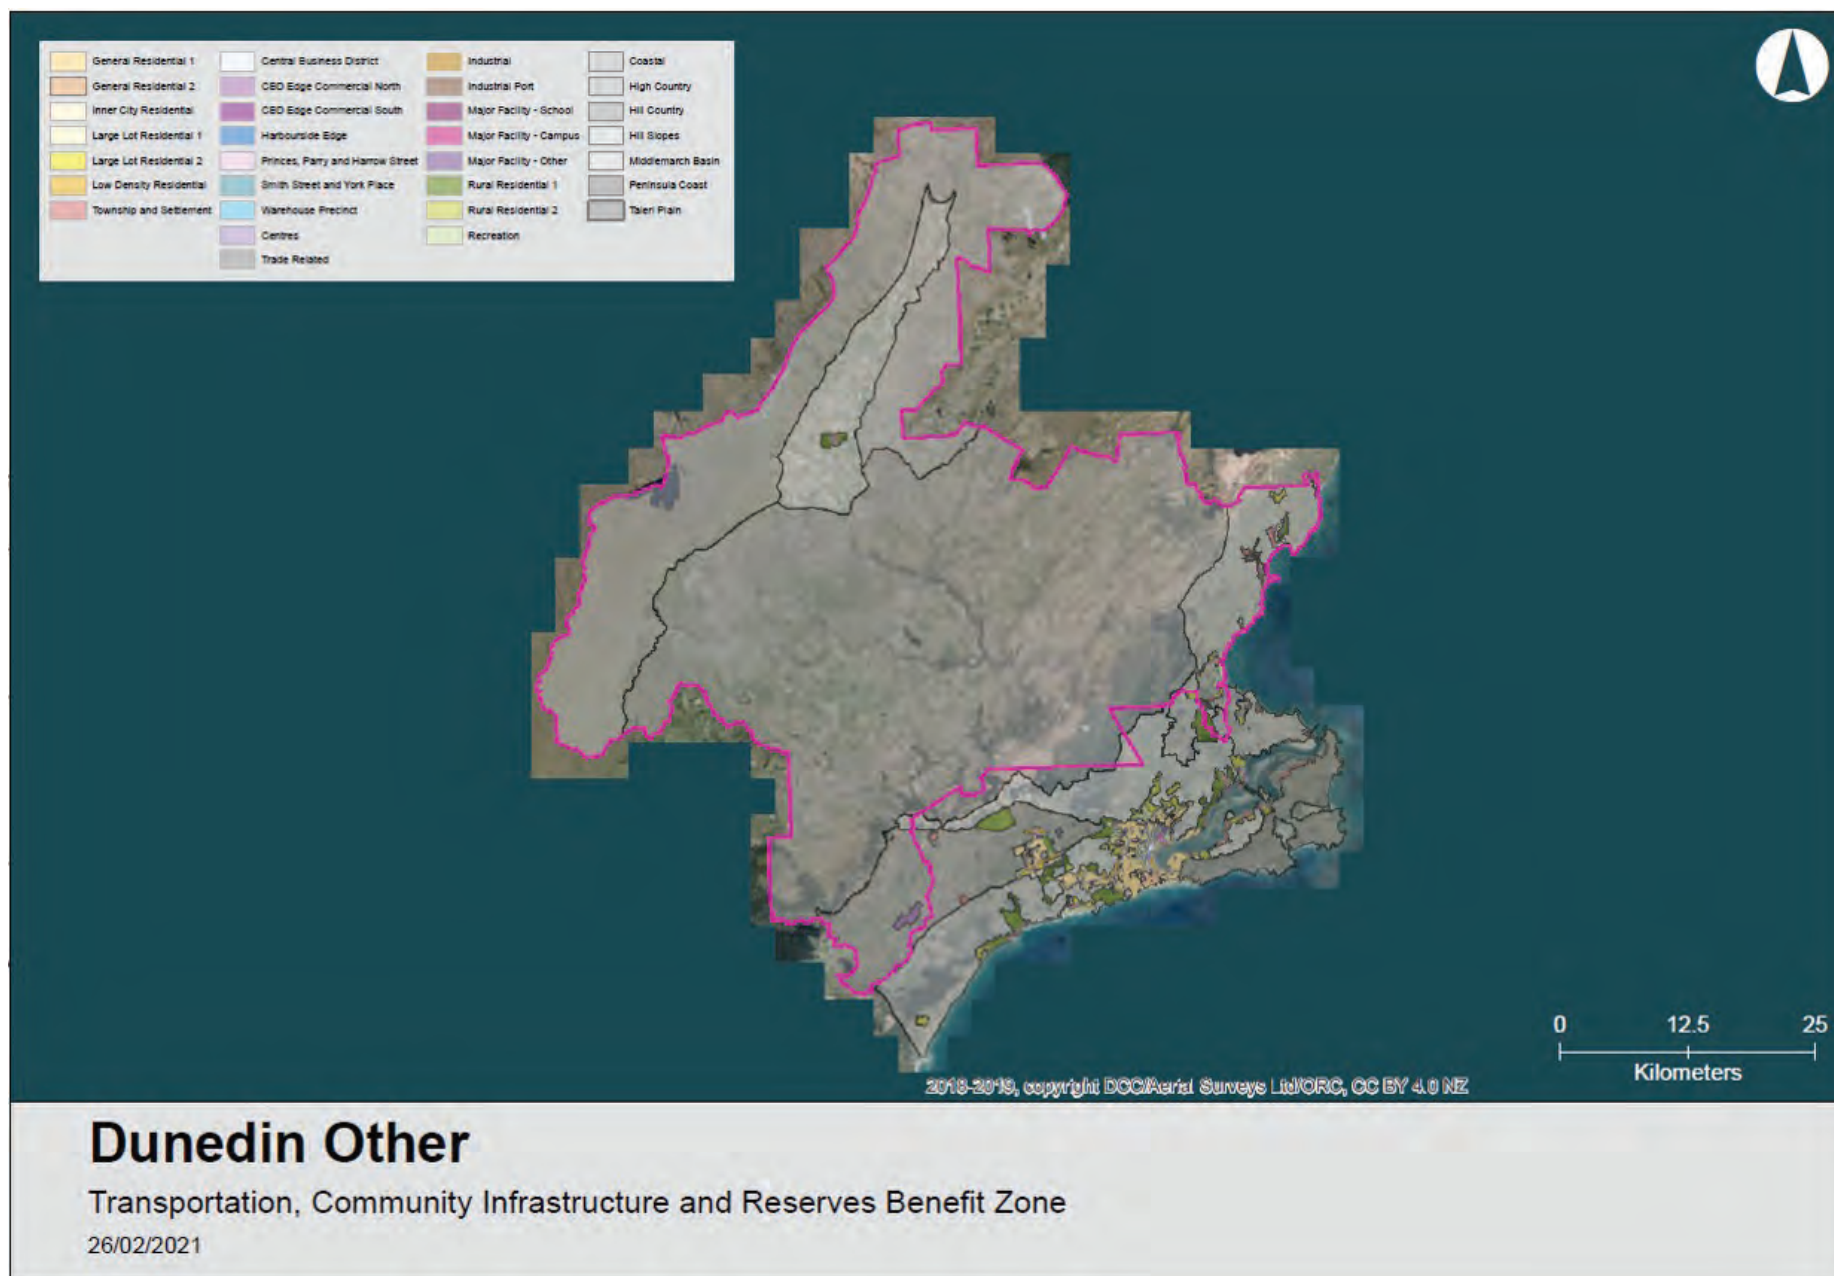 General Residential 1
General Residential 2
Inner City Residential
Large Lot Residential 1
Large Lot Residential 2
Low Density Residential
Township and Settlement
Central Business District
CBD Edge Commercial North
CBD Edge Commercial South
Harbourside Edge
Princes, Parry and Harrow Street
Smith Street and York Place
Warehouse Precinct
Centres
Trade Related
Industrial
Industrial Port
Major Facility - School
Major Facility - Campus
Major Facility - Other
Rural Residential 1
Rural Residential 2
Recreation
Coastal
High Country
Hill Country
Hill Slopes
Middlemarch Basin
Peninsula Coast
Taieri Plain
0 12.5 25
Kilometers
2018-2019, copyright DCC/Aerial Surveys Ltd/ORC, CC BY 4.0 NZ
Dunedin Other
Transportation, Community Infrastructure and Reserves Benefit Zone
26/02/2021